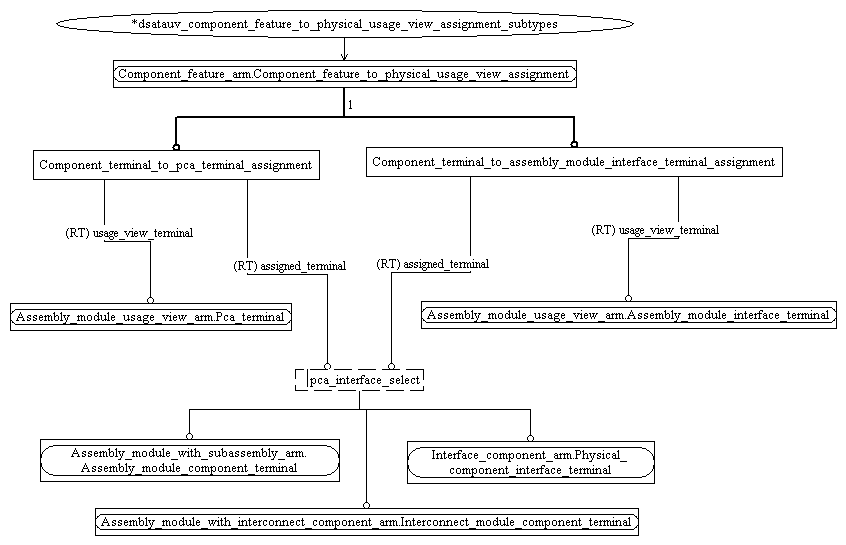 *dsatauv_component_feature_to_physical_usage_view_assignment_subtypes
Component_feature_arm.Component_feature_to_physical_usage_view_assignment
1
Component_terminal_to_pca_terminal_assignment
Component_terminal_to_assembly_module_interface_terminal_assignment
(RT) usage_view_terminal
(RT) usage_view_terminal
(RT) assigned_terminal
(RT) assigned_terminal
Assembly_module_usage_view_arm.Pca_terminal
Assembly_module_usage_view_arm.Assembly_module_interface_terminal
pca_interface_select
Assembly_module_with_subassembly_arm.
Assembly_module_component_terminal
Interface_component_arm.Physical_
component_interface_terminal
Assembly_module_with_interconnect_component_arm.Interconnect_module_component_terminal